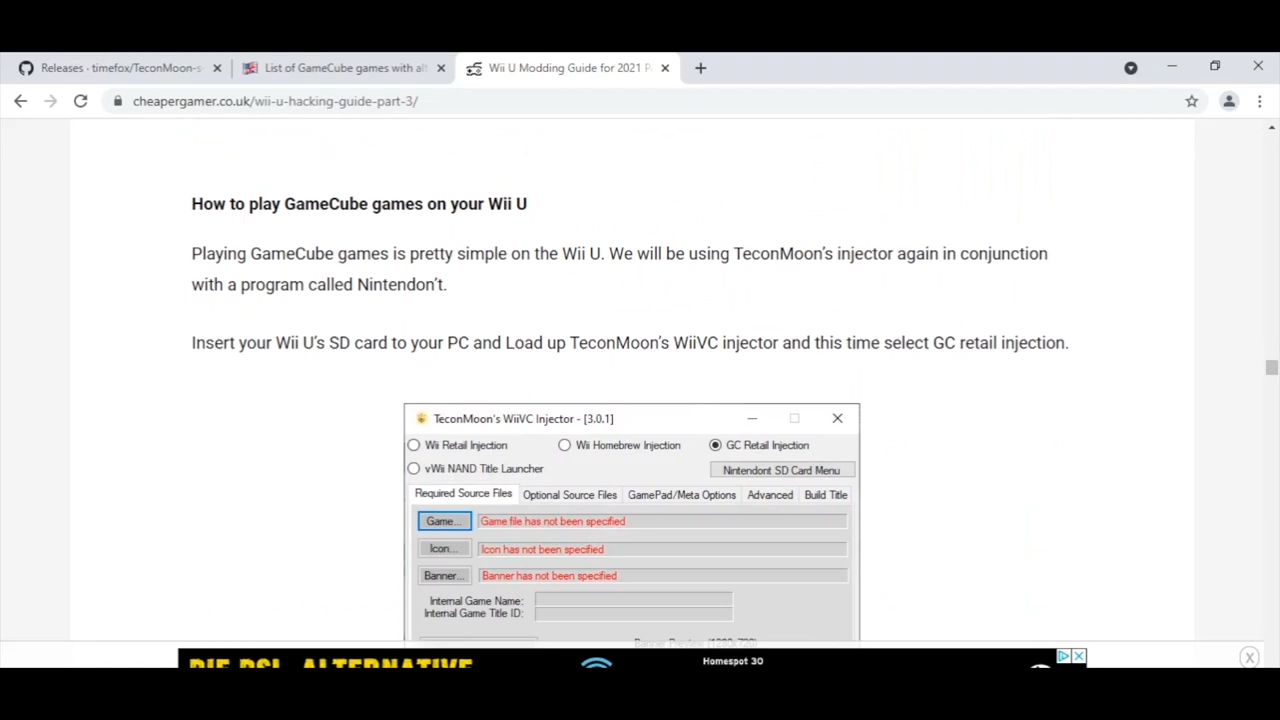 Releases · timefox/TeconMoon-s
List of GameCube games with alt
Wii U Modding Guide for 2021 P
cheapergamer.co.uk/wii-u-hacking-guide-part-3/
How to play GameCube games on your Wii U
Playing GameCube games is pretty simple on the Wii U. We will be using TeconMoon’s injector again in conjunction
with a program called Nintendon’t.
Insert your Wii U’s SD card to your PC and Load up TeconMoon’s WiiVC injector and this time select GC retail injection.
TeconMoon's WiiVC Injector - [3.0.1]
Wii Retail Injection Wii Homebrew Injection GC Retail Injection
vWii NAND Title Launcher Nintendont SD Card Menu
Required Source Files Optional Source Files GamePad/Meta Options Advanced Build Title
Game... Game file has not been specified
Icon... Icon has not been specified
Banner... Banner has not been specified
Internal Game Name:
Internal Game Title ID:
Banner Preview (1280x720)
DIE DSL-ALTERNATIVE
Homespot 30